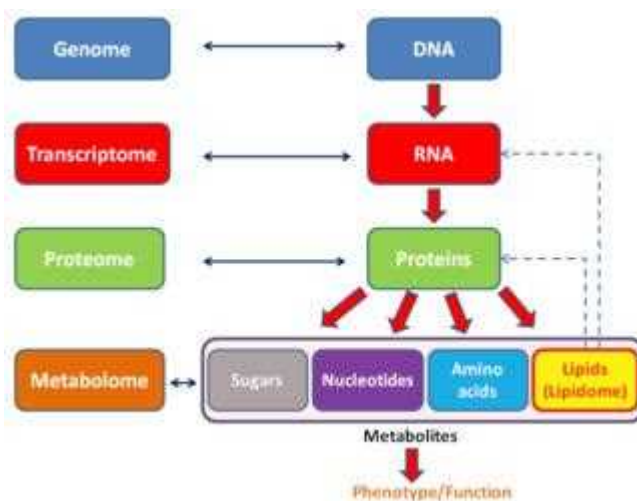 Genome
DNA
Transcriptome
RNA
Proteome
Proteins
Metabolome
Sugars
Nucleotides
Amino
acids
Lipids
(Lipidome)
Metabolites
Phenotype/Function